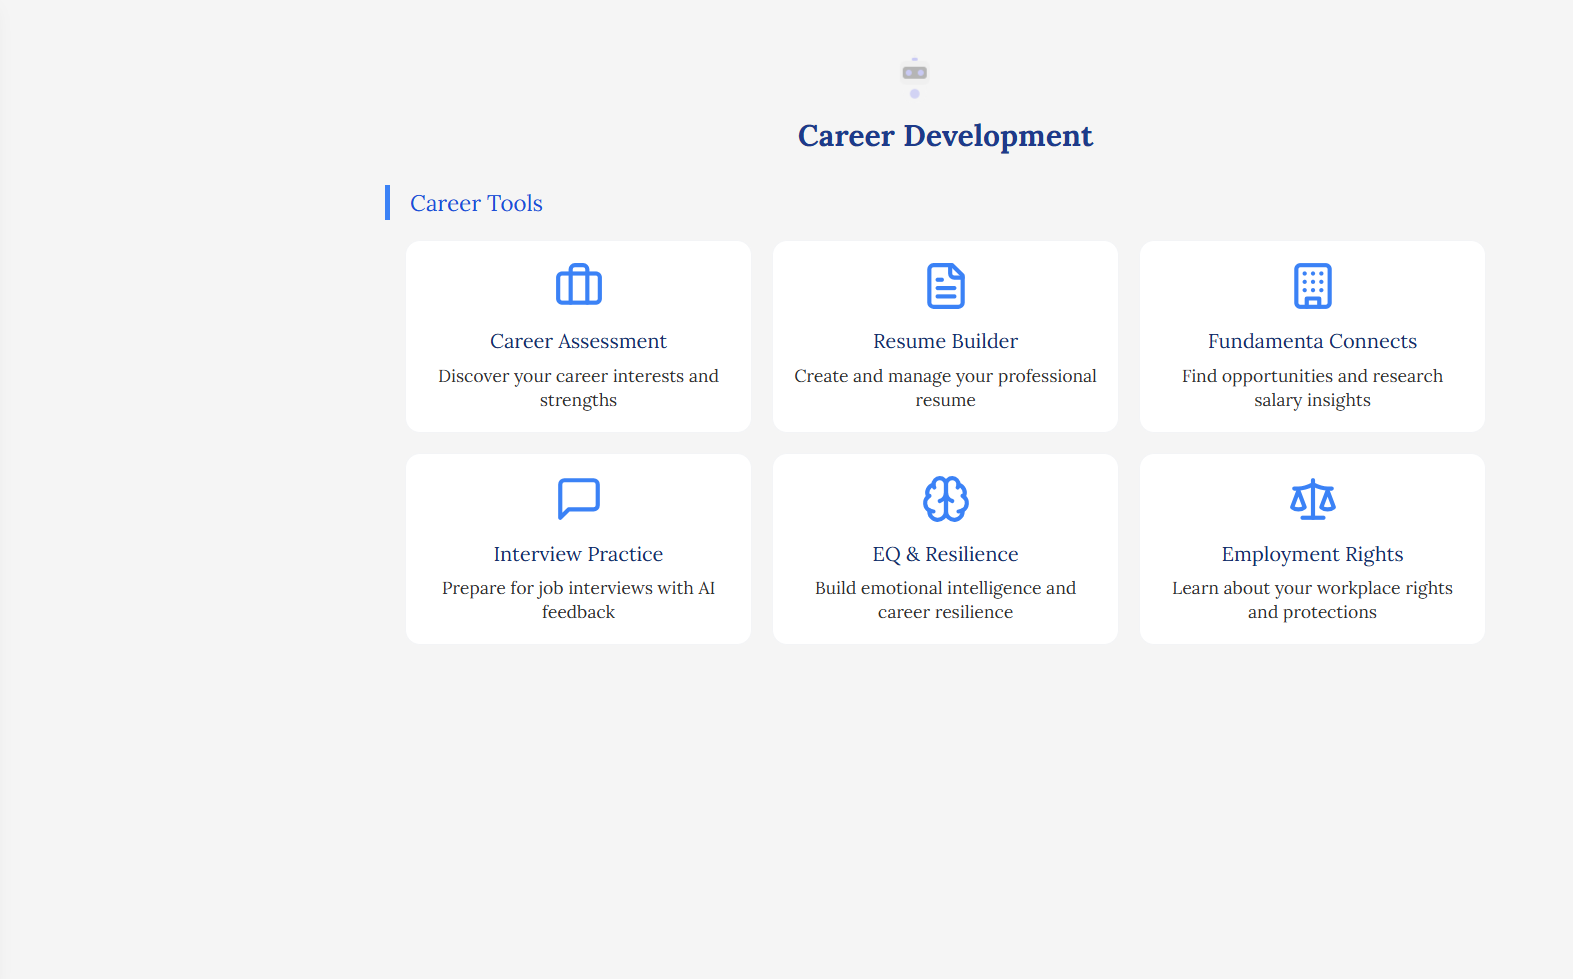 Career Development
Career Tools
Career Assessment
Discover your career interests and
strengths
Resume Builder
Create and manage your professional
resume
Fundamenta Connects
Find opportunities and research
salary insights
Interview Practice
Prepare for job interviews with AI
feedback
EQ & Resilience
Build emotional intelligence and
career resilience
Employment Rights
Learn about your workplace rights
and protections